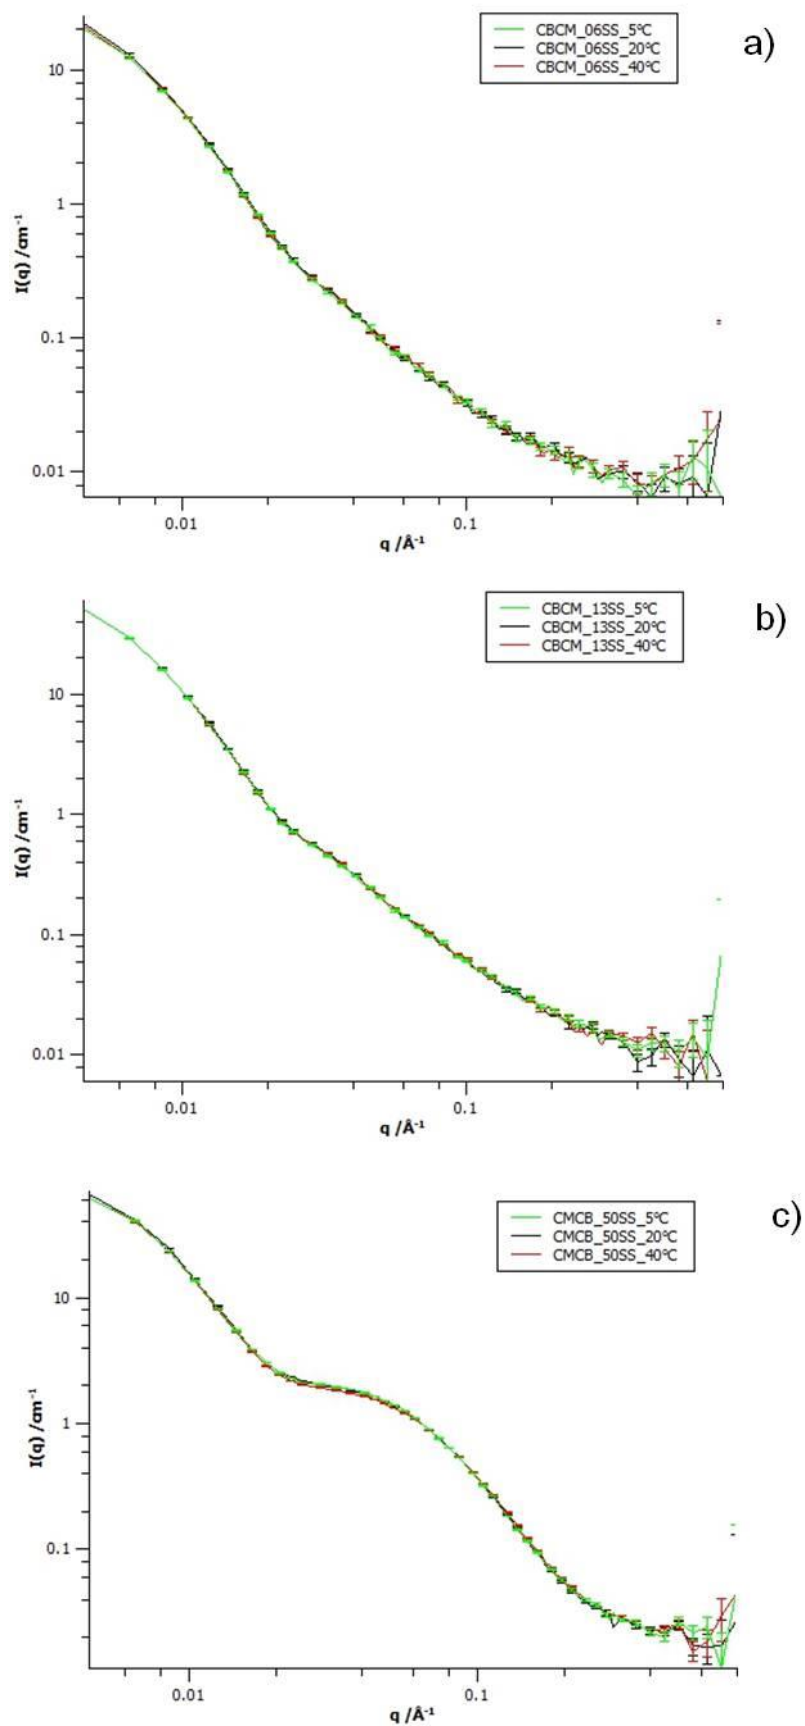 CBCM_06SS_5ºC
CBCM_06SS_20ºC
CBCM_06SS_40ºC
a)
10
1
0.1
0.01
I(q) /cm⁻¹
0.01 0.1
q /Å⁻¹
CBCM_13SS_5ºC
CBCM_13SS_20ºC
CBCM_13SS_40ºC
b)
10
1
0.1
0.01
I(q) /cm⁻¹
0.01 0.1
q /Å⁻¹
CMCB_50SS_5ºC
CMCB_50SS_20ºC
CMCB_50SS_40ºC
c)
10
1
0.1
I(q) /cm⁻¹
0.01 0.1
q /Å⁻¹